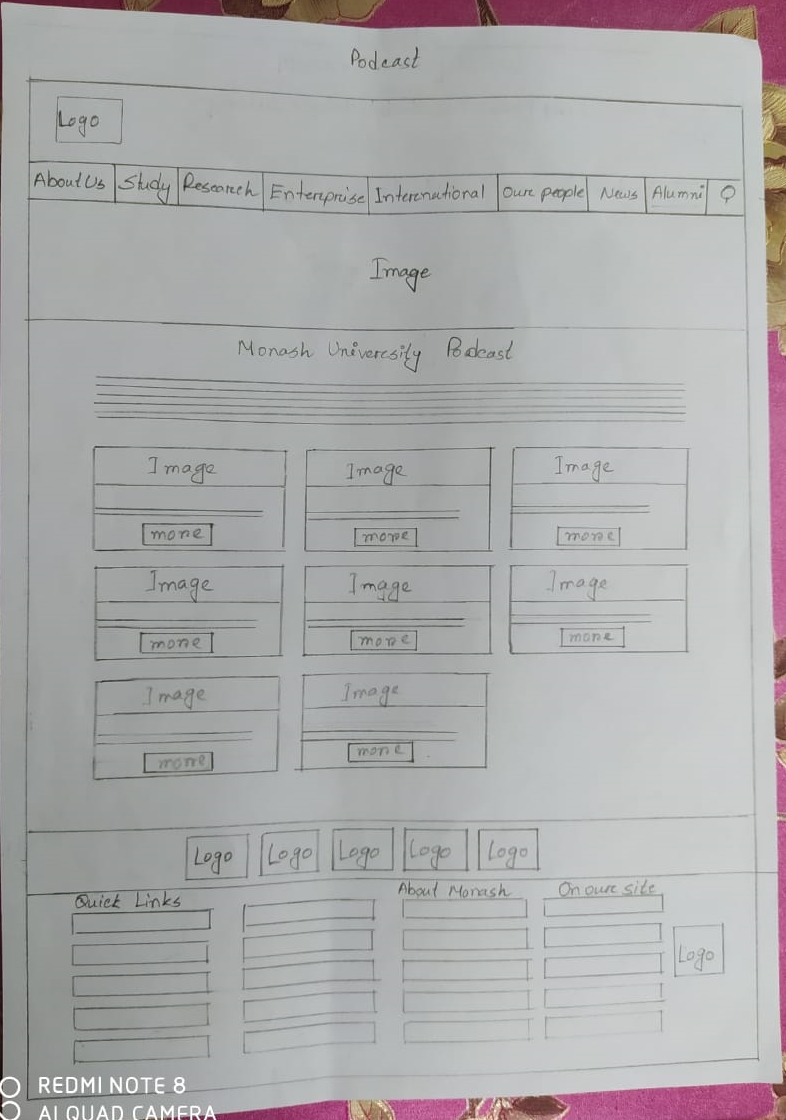 Podcast
Logo
About Us Study Research Enterprise International Our people News Alumni
Image
Monash University Podcast
Image Image Image
more more more
Image Image Image
more more more
Image Image
more more
Logo Logo Logo Logo Logo
Quick Links About Monash On our site
Logo
REDMI NOTE 8
AI QUAD CAMERA